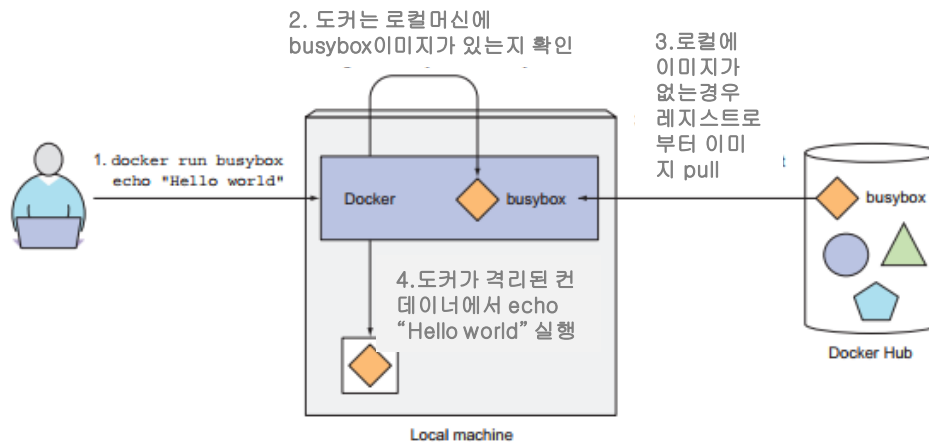 2. 도커는 로컬머신에
busybox이미지가 있는지 확인
3.로컬에
이미지가
없는경우
레지스트로
부터 이미
지 pull
1. docker run busybox
echo "Hello world"
Docker
busybox
busybox
4.도커가 격리된 컨
데이너에서 echo
“Hello world” 실행
Docker Hub
Local machine